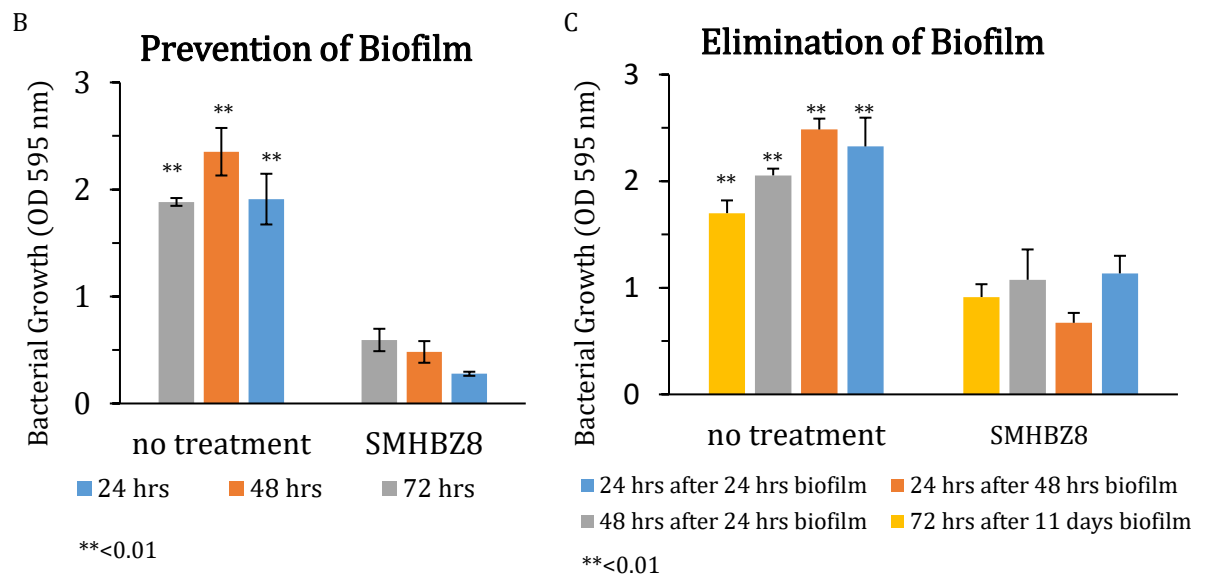 B
Prevention of Biofilm
Bacterial Growth (OD 595 nm)
3
2
1
0
**
**
**
no treatment
SMHBZ8
24 hrs
48 hrs
72 hrs
**<0.01
C
Elimination of Biofilm
Bacterial Growth (OD 595 nm)
3
2
1
0
**
**
**
**
no treatment
SMHBZ8
24 hrs after 24 hrs biofilm
24 hrs after 48 hrs biofilm
48 hrs after 24 hrs biofilm
72 hrs after 11 days biofilm
**<0.01